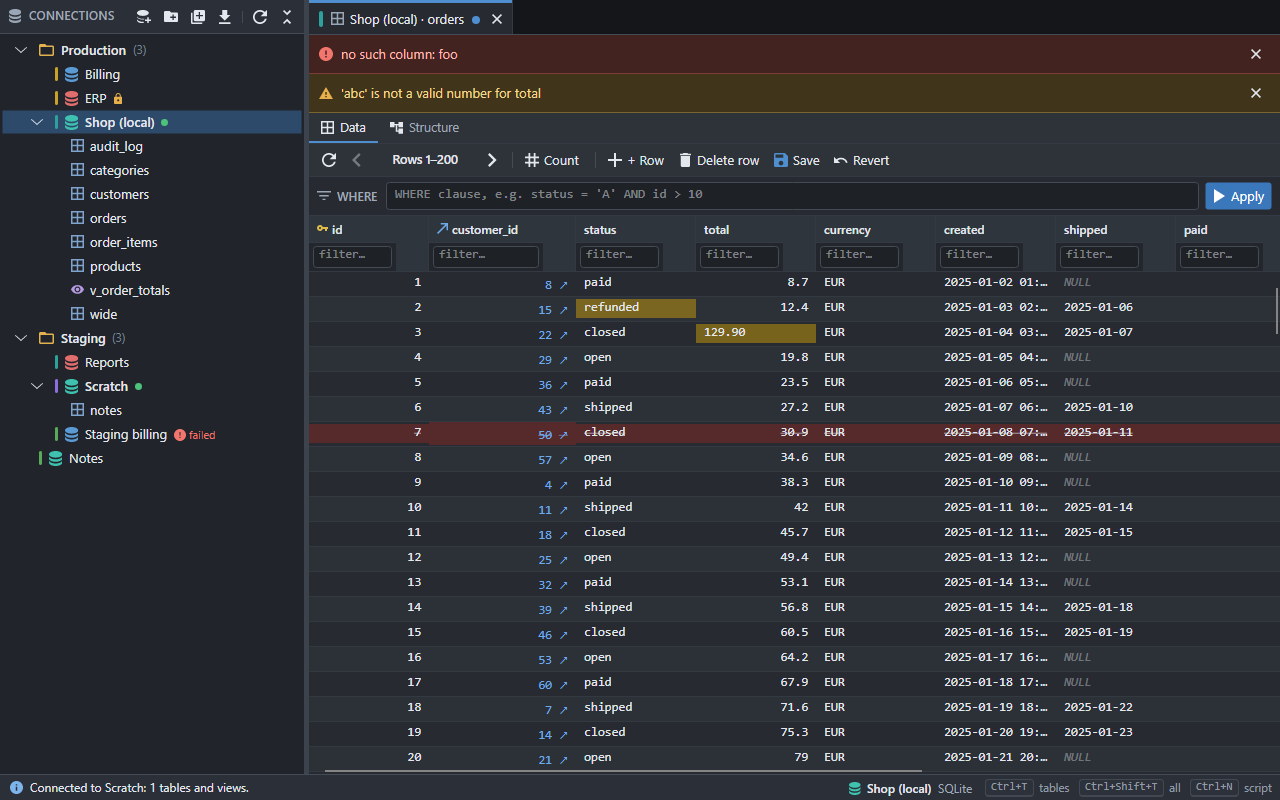 CONNECTIONS
Production (3)
Billing
ERP
Shop (local)
audit_log
categories
customers
orders
order_items
products
v_order_totals
wide
Staging (3)
Reports
Scratch
notes
Staging billing failed
Notes
Shop (local) · orders
no such column: foo
'abc' is not a valid number for total
Data Structure
Rows 1–200 Count + Row Delete row Save Revert
WHERE WHERE clause, e.g. status = 'A' AND id > 10 Apply
id customer_id status total currency created shipped paid
filter… filter… filter… filter… filter… filter… filter… filter…
1 8 ↗ paid 8.7 EUR 2025-01-02 01:… NULL
2 15 ↗ refunded 12.4 EUR 2025-01-03 02:… 2025-01-06
3 22 ↗ closed 129.90 EUR 2025-01-04 03:… 2025-01-07
4 29 ↗ open 19.8 EUR 2025-01-05 04:… NULL
5 36 ↗ paid 23.5 EUR 2025-01-06 05:… NULL
6 43 ↗ shipped 27.2 EUR 2025-01-07 06:… 2025-01-10
7 50 ↗ closed 30.9 EUR 2025-01-08 07:… 2025-01-11
8 57 ↗ open 34.6 EUR 2025-01-09 08:… NULL
9 4 ↗ paid 38.3 EUR 2025-01-10 09:… NULL
10 11 ↗ shipped 42 EUR 2025-01-11 10:… 2025-01-14
11 18 ↗ closed 45.7 EUR 2025-01-12 11:… 2025-01-15
12 25 ↗ open 49.4 EUR 2025-01-13 12:… NULL
13 32 ↗ paid 53.1 EUR 2025-01-14 13:… NULL
14 39 ↗ shipped 56.8 EUR 2025-01-15 14:… 2025-01-18
15 46 ↗ closed 60.5 EUR 2025-01-16 15:… 2025-01-19
16 53 ↗ open 64.2 EUR 2025-01-17 16:… NULL
17 60 ↗ paid 67.9 EUR 2025-01-18 17:… NULL
18 7 ↗ shipped 71.6 EUR 2025-01-19 18:… 2025-01-22
19 14 ↗ closed 75.3 EUR 2025-01-20 19:… 2025-01-23
20 21 ↗ open 79 EUR 2025-01-21 20:… NULL
Connected to Scratch: 1 tables and views.
Shop (local) SQLite Ctrl+T tables Ctrl+Shift+T all Ctrl+N script